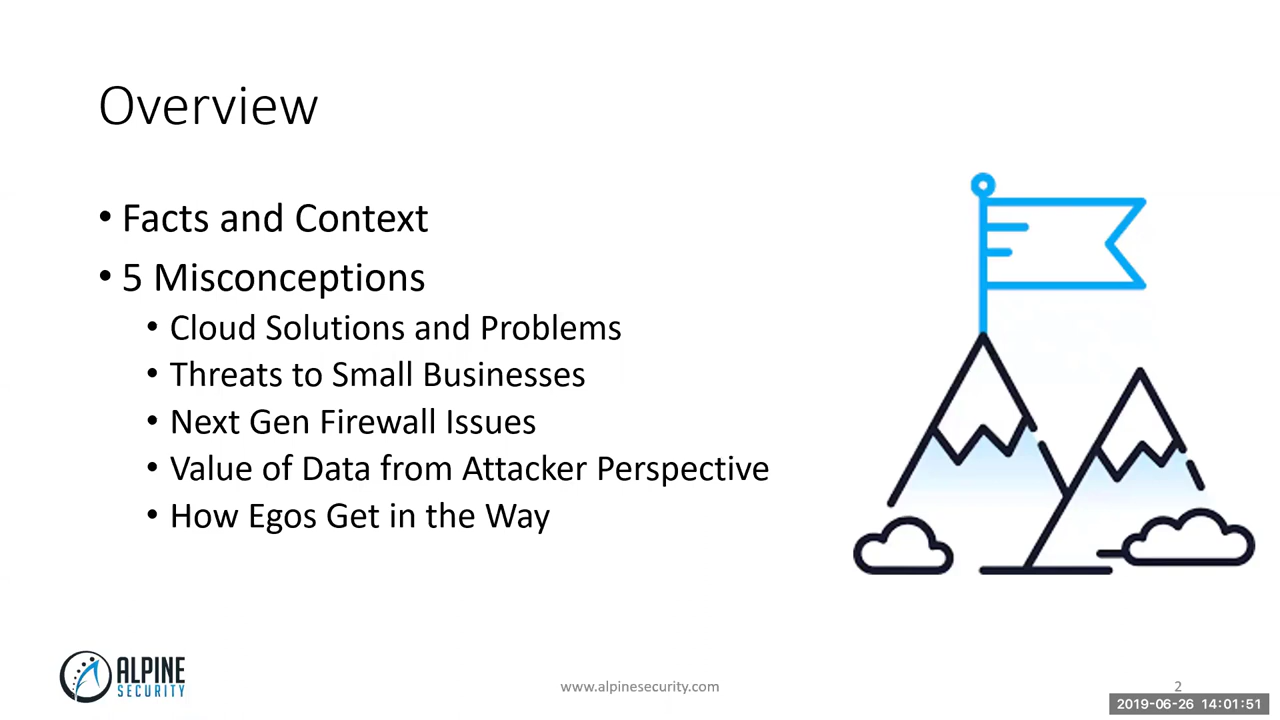 Overview
• Facts and Context
• 5 Misconceptions
• Cloud Solutions and Problems
• Threats to Small Businesses
• Next Gen Firewall Issues
• Value of Data from Attacker Perspective
• How Egos Get in the Way
ALPINE
SECURITY
www.alpinesecurity.com
2
2019-06-26 14:01:51